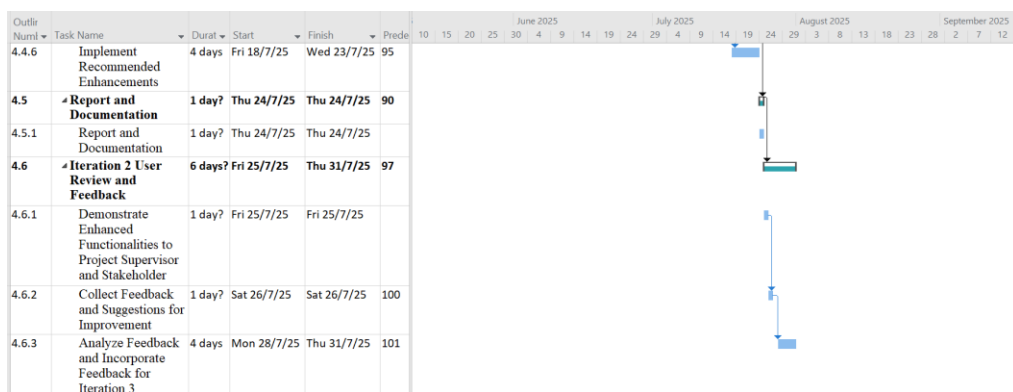 Outlin
Numl Task Name Durat Start Finish Prede
June 2025 July 2025 August 2025 September 2025
10 15 20 25 30 4 9 14 19 24 29 4 9 14 19 24 29 3 8 13 18 23 28 2 7 12
4.4.6 Implement 4 days Fri 18/7/25 Wed 23/7/25 95
Recommended
Enhancements
4.5 Report and 1 day? Thu 24/7/25 Thu 24/7/25 90
Documentation
4.5.1 Report and 1 day? Thu 24/7/25 Thu 24/7/25
Documentation
4.6 Iteration 2 User 6 days? Fri 25/7/25 Thu 31/7/25 97
Review and
Feedback
4.6.1 Demonstrate 1 day? Fri 25/7/25 Fri 25/7/25
Enhanced
Functionalities to
Project Supervisor
and Stakeholder
4.6.2 Collect Feedback 1 day? Sat 26/7/25 Sat 26/7/25 100
and Suggestions for
Improvement
4.6.3 Analyze Feedback 4 days Mon 28/7/25 Thu 31/7/25 101
and Incorporate
Feedback for
Iteration 3